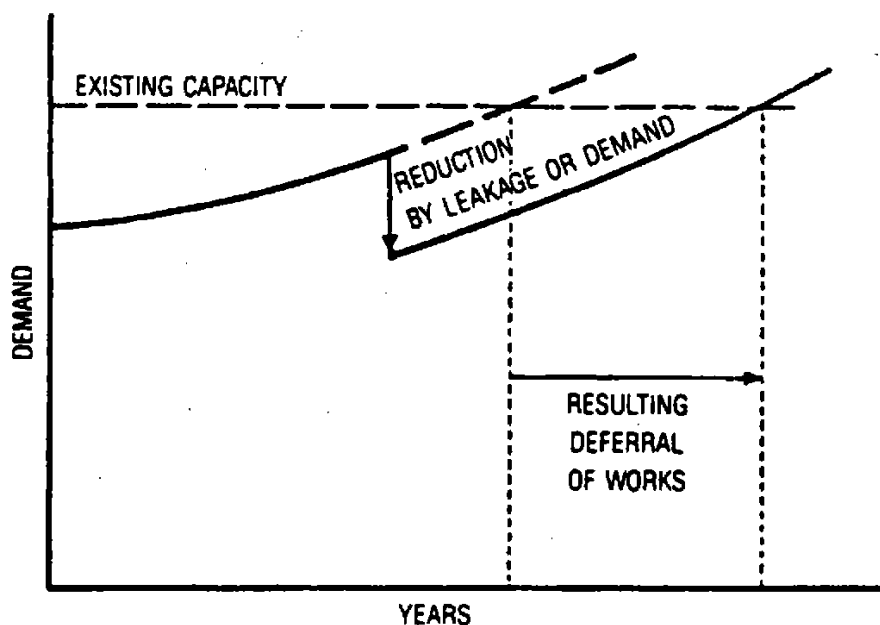 EXISTING CAPACITY
REDUCTION
BY LEAKAGE OR DEMAND
DEMAND
RESULTING
DEFERRAL
OF WORKS
YEARS